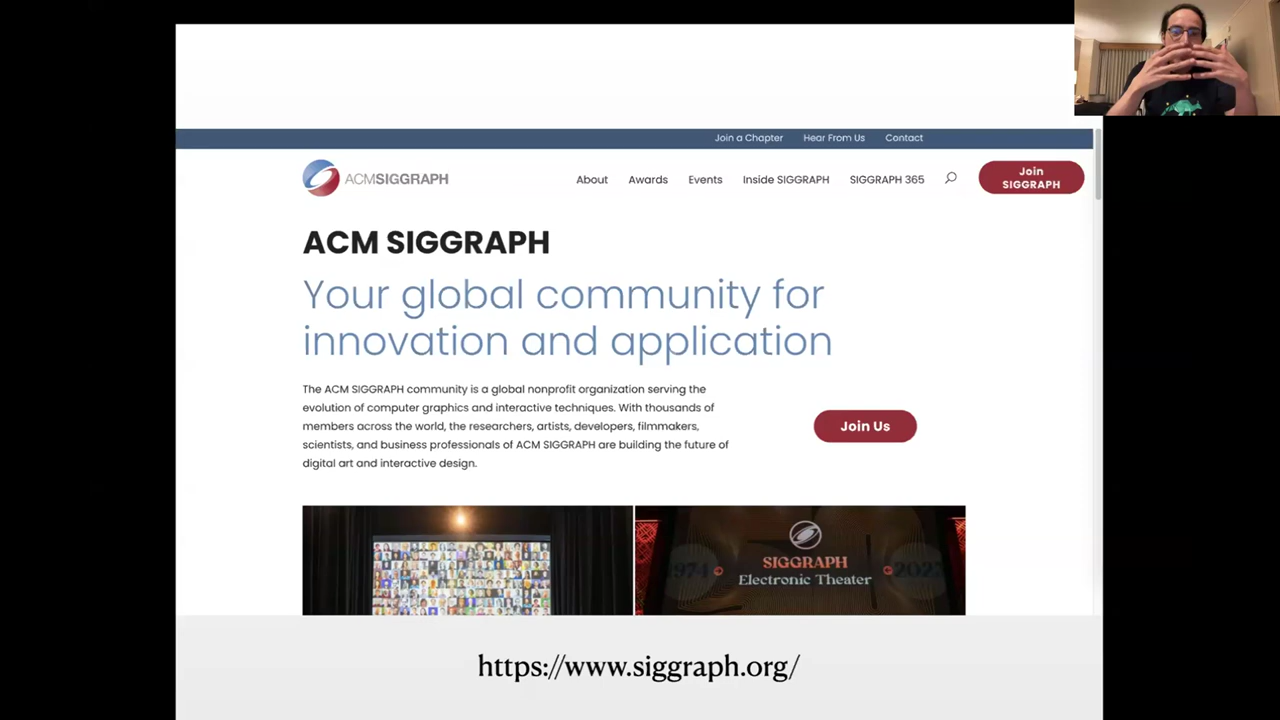 Join a Chapter Hear From Us Contact
ACMSIGGRAPH About Awards Events Inside SIGGRAPH SIGGRAPH 365 Join SIGGRAPH
ACM SIGGRAPH
Your global community for
innovation and application
The ACM SIGGRAPH community is a global nonprofit organization serving the
evolution of computer graphics and interactive techniques. With thousands of
members across the world, the researchers, artists, developers, filmmakers,
scientists, and business professionals of ACM SIGGRAPH are building the future of
digital art and interactive design.
Join Us
SIGGRAPH
Electronic Theater
1974
2023
https://www.siggraph.org/